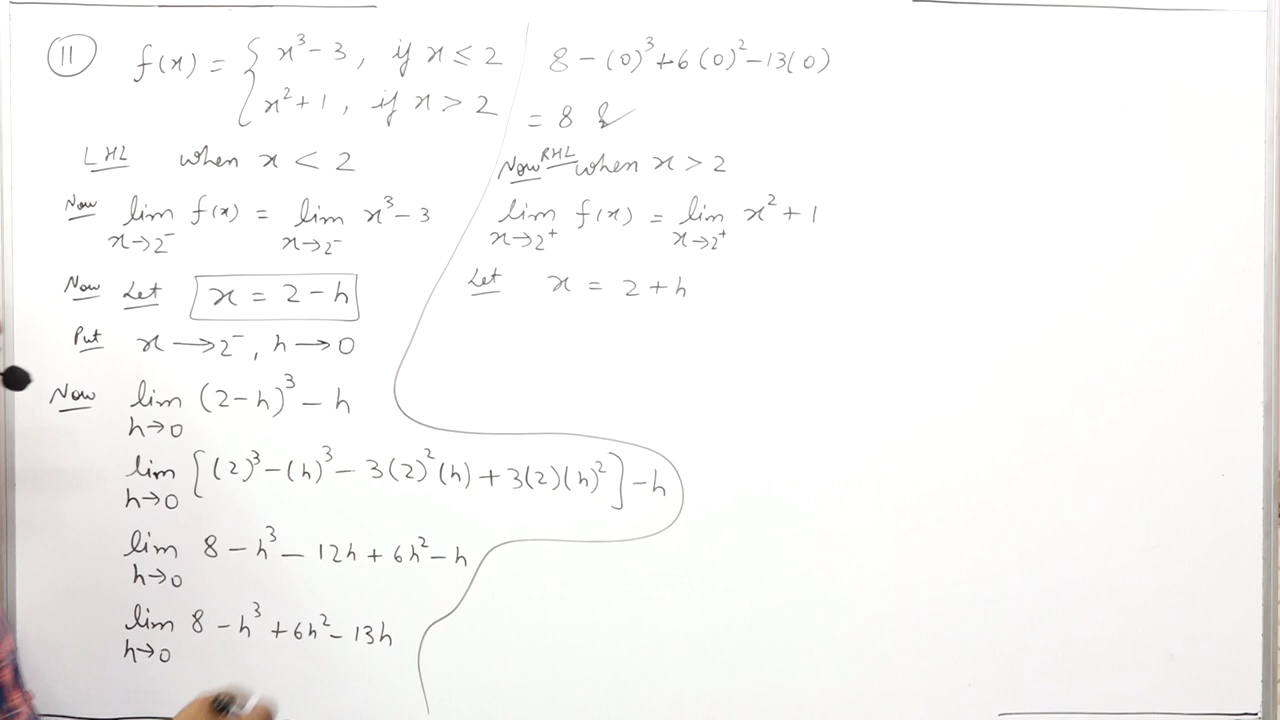 11 f(x) = { x³ - 3, if x ≤ 2
x² + 1, if x > 2
LHL when x < 2
Now lim x→2⁻ f(x) = lim x→2⁻ x³ - 3
Now Let x = 2 - h
Put x → 2⁻, h → 0
Now lim h→0 (2-h)³ - h
lim h→0 [(2)³ - (h)³ - 3(2)²(h) + 3(2)(h)²] - h
lim h→0 8 - h³ - 12h + 6h² - h
lim h→0 8 - h³ + 6h² - 13h
8 - (0)³ + 6(0)² - 13(0)
= 8
Now RHL when x > 2
lim x→2⁺ f(x) = lim x→2⁺ x² + 1
Let x = 2 + h